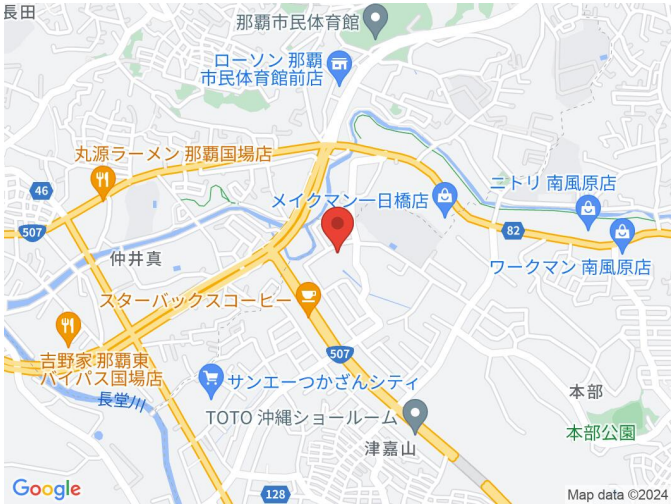 長田
那覇市民体育館
ローソン 那覇
市民体育館前店
丸源ラーメン 那覇国場店
46
メイクマン一日橋店
ニトリ 南風原店
507
82
仲井真
ワークマン 南風原店
スターバックスコーヒー
吉野家 那覇東
バイパス国場店
507
サンエーつかざんシティ
長堂川
本部
TOTO 沖縄ショールーム
本部公園
津嘉山
128
Google
Map data ©2024